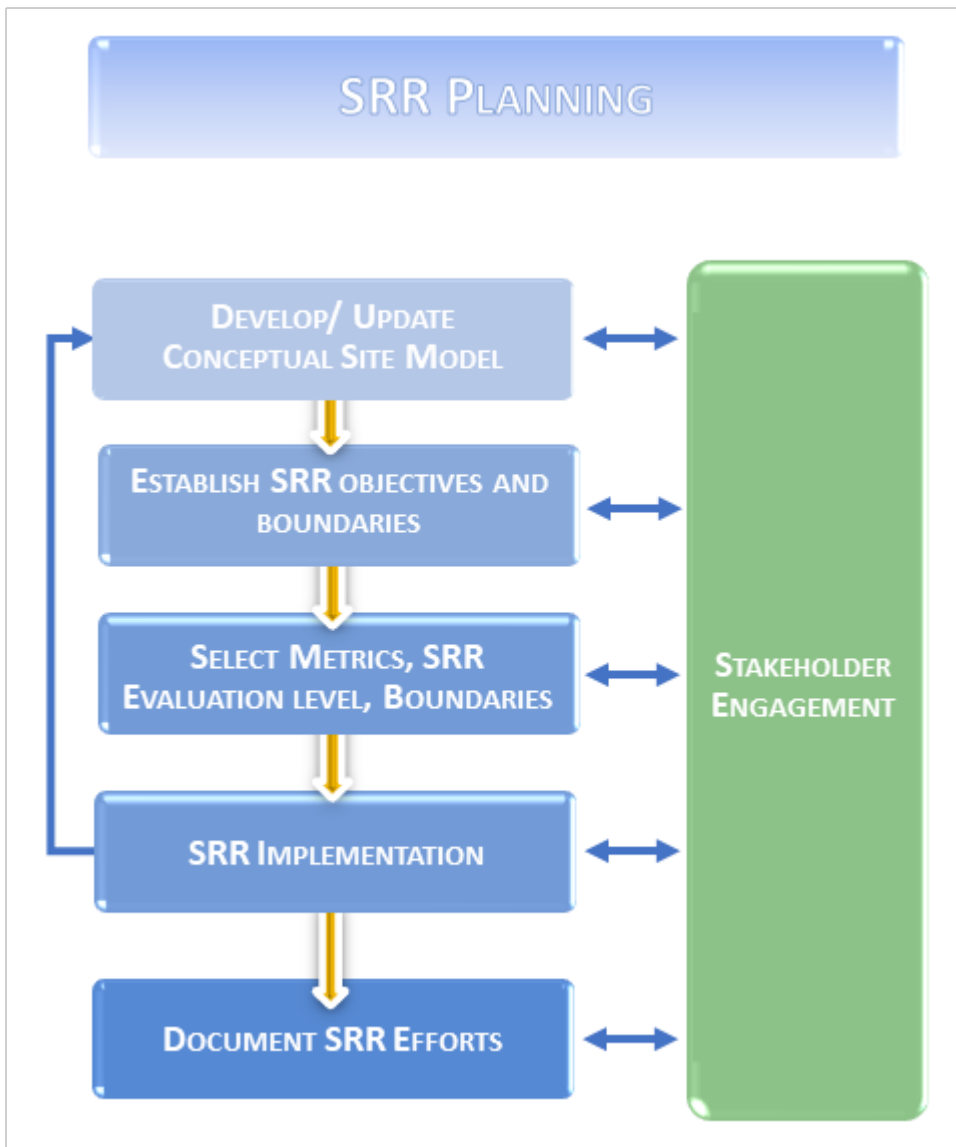 SRR PLANNING
DEVELOP/ UPDATE
CONCEPTUAL SITE MODEL
ESTABLISH SRR OBJECTIVES AND
BOUNDARIES
SELECT METRICS, SRR
EVALUATION LEVEL, BOUNDARIES
SRR IMPLEMENTATION
DOCUMENT SRR EFFORTS
STAKEHOLDER
ENGAGEMENT